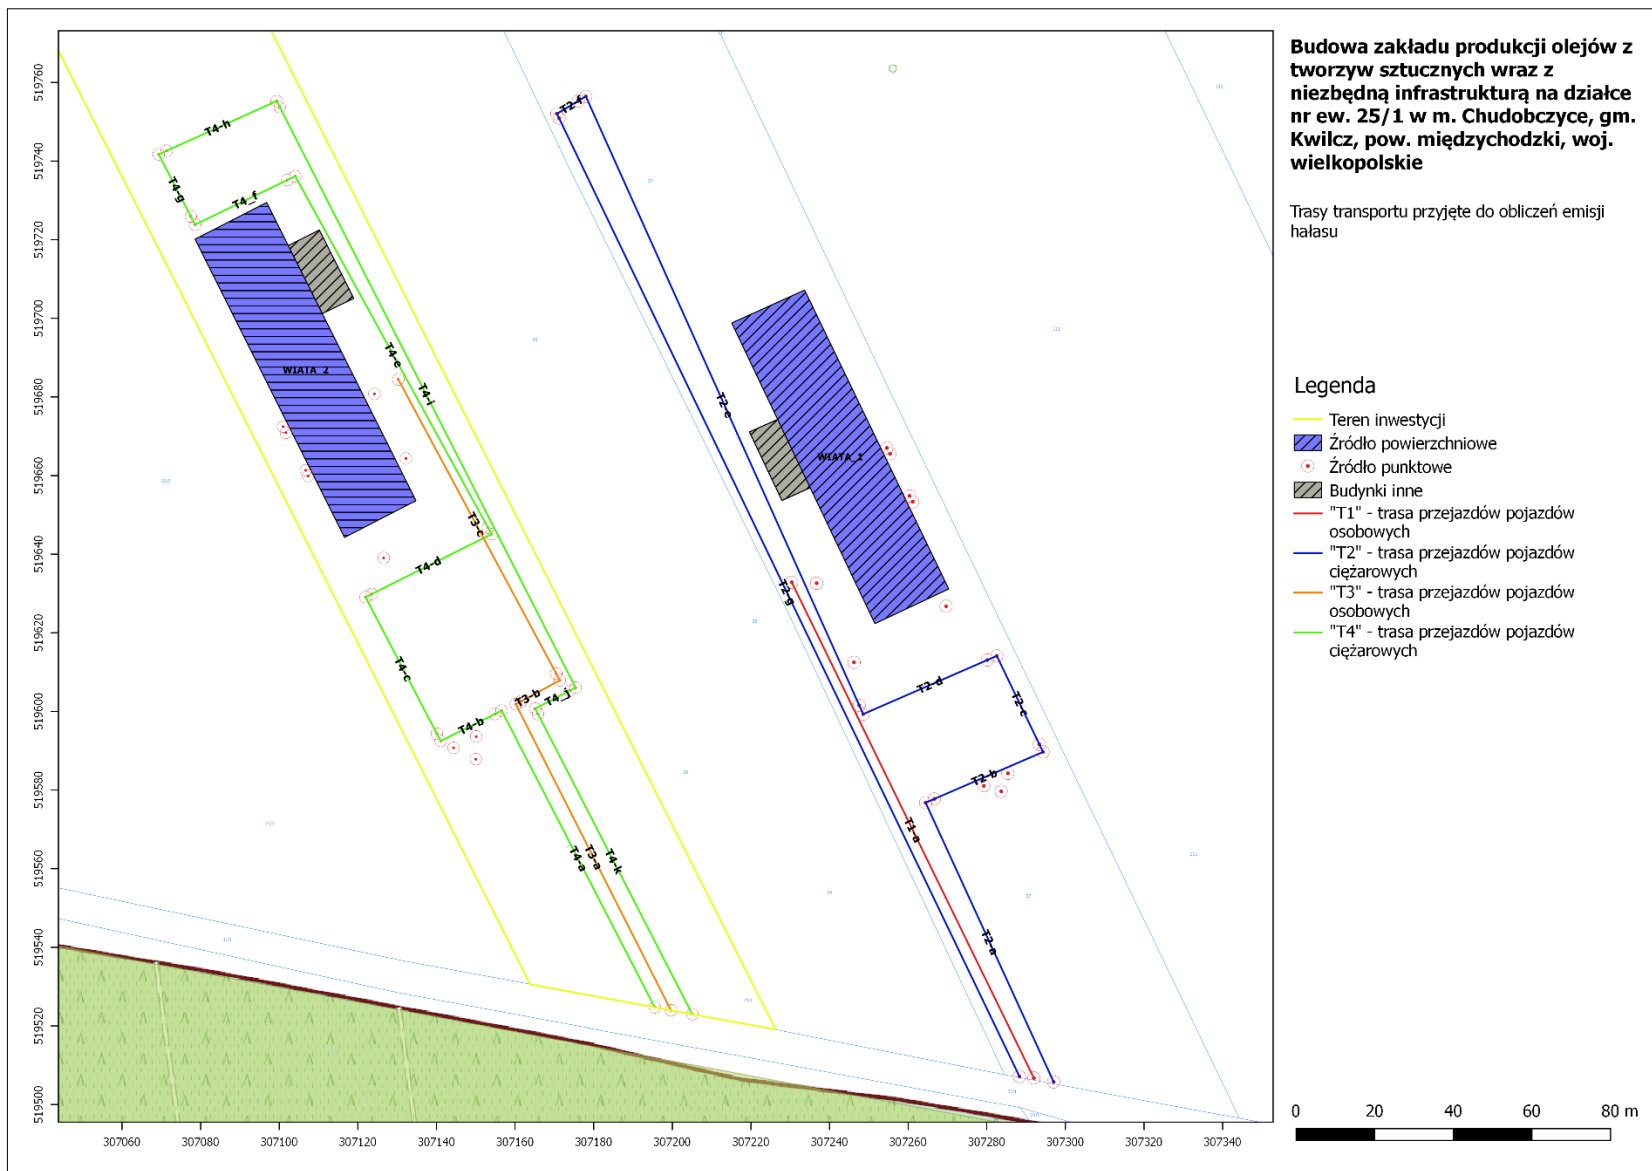 Budowa zakładu produkcji olejów z
tworzyw sztucznych wraz z
niezbędną infrastrukturą na działce
nr ew. 25/1 w m. Chudobczyce, gm.
Kwilcz, pow. międzychodzki, woj.
wielkopolskie
Trasy transportu przyjęte do obliczeń emisji
hałasu
Legenda
Teren inwestycji
Źródło powierzchniowe
Źródło punktowe
Budynki inne
"T1" - trasa przejazdów pojazdów
osobowych
"T2" - trasa przejazdów pojazdów
ciężarowych
"T3" - trasa przejazdów pojazdów
osobowych
"T4" - trasa przejazdów pojazdów
ciężarowych
0 20 40 60 80 m
519760
519740
519720
519700
519680
519660
519640
519620
519600
519580
519560
519540
519520
519500
307060 307080 307100 307120 307140 307160 307180 307200 307220 307240 307260 307280 307300 307320 307340
T4-h
T4-g
T4_f
WIATA_2
T4-e
T4-i
T3-c
T4-d
T4-c
T3-b
T4_j
T4-b
T4-a
T3-a
T4-k
T2-f
T2-e
WIATA_1
T2-g
T2-d
T2-c
T2-b
T1-a
T2-a